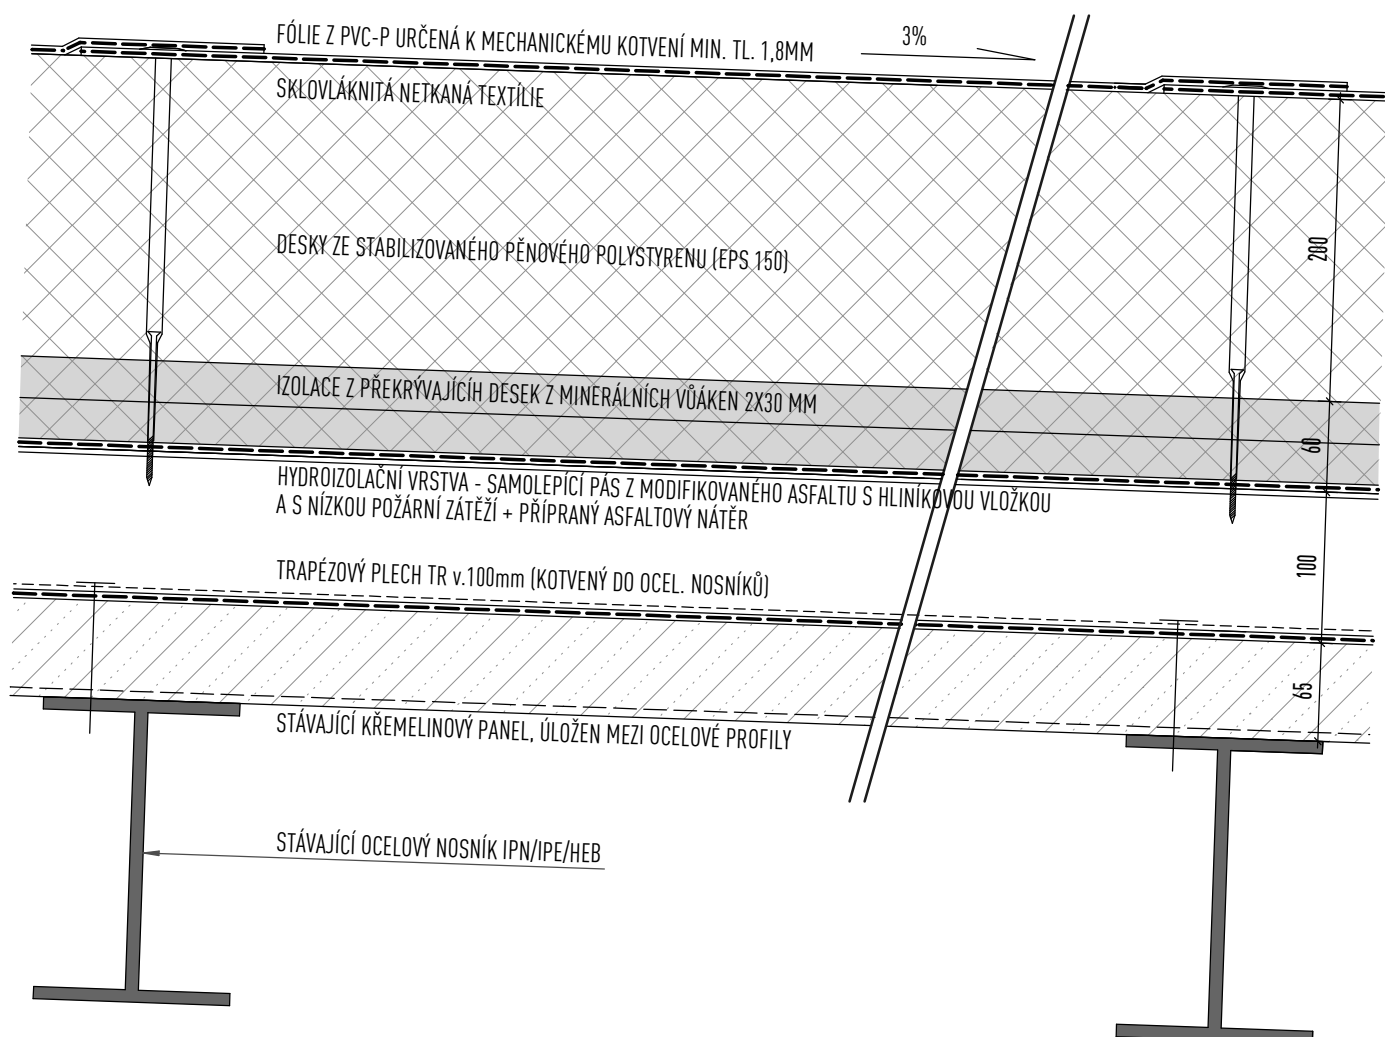 FÓLIE Z PVC-P URČENÁ K MECHANICKÉMU KOTVENÍ MIN. TL. 1,8MM
3%
SKLOVLÁKNITÁ NETKANÁ TEXTÍLIE
DESKY ZE STABILIZOVANÉHO PĚNOVÉHO POLYSTYRENU (EPS 150)
200
IZOLACE Z PŘEKRÝVAJÍCÍH DESEK Z MINERÁLNÍCH VŮÁKEN 2X30 MM
60
HYDROIZOLAČNÍ VRSTVA - SAMOLEPÍCÍ PÁS Z MODIFIKOVANÉHO ASFALTU S HLINÍKOVOU VLOŽKOU
A S NÍZKOU POŽÁRNÍ ZÁTĚŽÍ + PŘÍPRANÝ ASFALTOVÝ NÁTĚR
100
TRAPÉZOVÝ PLECH TR v.100mm (KOTVENÝ DO OCEL. NOSNÍKŮ)
65
STÁVAJÍCÍ KŘEMELINOVÝ PANEL, ÚLOŽEN MEZI OCELOVÉ PROFILY
STÁVAJÍCÍ OCELOVÝ NOSNÍK IPN/IPE/HEB